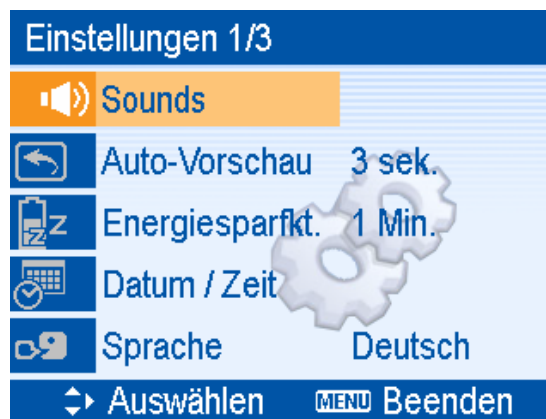 Einstellungen 1/3
Sounds
Auto-Vorschau 3 sek.
Energiesparfkt. 1 Min.
Datum / Zeit
Sprache Deutsch
Auswählen MENU Beenden